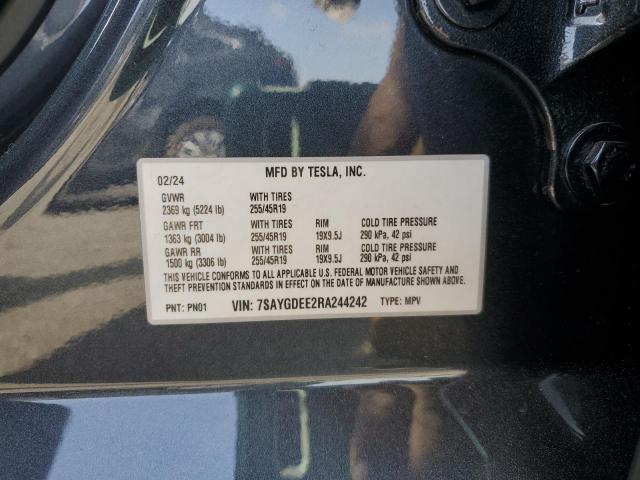 02/24 MFD BY TESLA, INC.
GVWR WITH TIRES
2369 kg (5224 lb) 255/45R19
GAWR FRT WITH TIRES RIM COLD TIRE PRESSURE
1363 kg (3004 lb) 255/45R19 19X9.5J 290 kPa, 42 psi
GAWR RR WITH TIRES RIM COLD TIRE PRESSURE
1500 kg (3306 lb) 255/45R19 19X9.5J 290 kPa, 42 psi
THIS VEHICLE CONFORMS TO ALL APPLICABLE U.S. FEDERAL MOTOR VEHICLE SAFETY AND
THEFT PREVENTION STANDARDS IN EFFECT ON THE DATE OF MANUFACTURE SHOWN ABOVE.
PNT: PN01 VIN: 7SAYGDEE2RA244242 TYPE: MPV